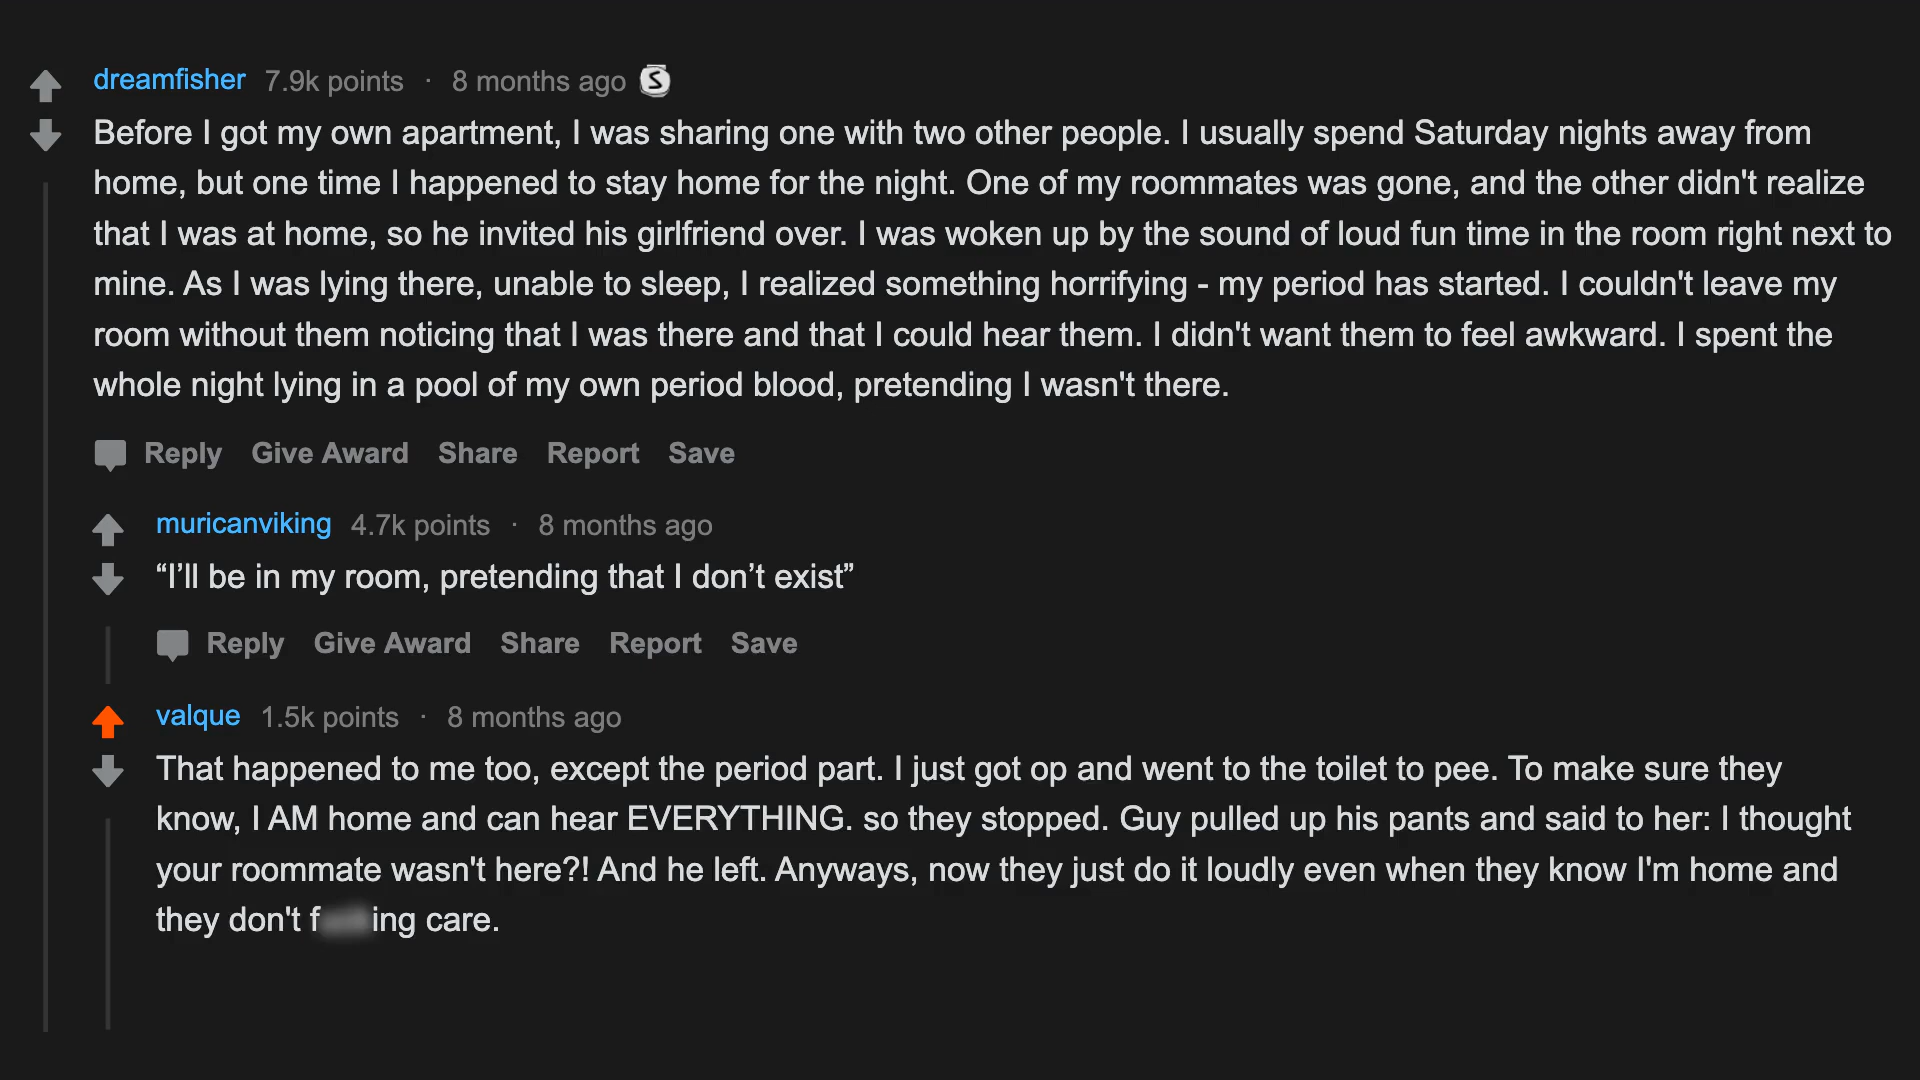 dreamfisher 7.9k points · 8 months ago S
Before I got my own apartment, I was sharing one with two other people. I usually spend Saturday nights away from
home, but one time I happened to stay home for the night. One of my roommates was gone, and the other didn't realize
that I was at home, so he invited his girlfriend over. I was woken up by the sound of loud fun time in the room right next to
mine. As I was lying there, unable to sleep, I realized something horrifying - my period has started. I couldn't leave my
room without them noticing that I was there and that I could hear them. I didn't want them to feel awkward. I spent the
whole night lying in a pool of my own period blood, pretending I wasn't there.
Reply Give Award Share Report Save
muricanviking 4.7k points · 8 months ago
“I’ll be in my room, pretending that I don’t exist”
Reply Give Award Share Report Save
valque 1.5k points · 8 months ago
That happened to me too, except the period part. I just got op and went to the toilet to pee. To make sure they
know, I AM home and can hear EVERYTHING. so they stopped. Guy pulled up his pants and said to her: I thought
your roommate wasn't here?! And he left. Anyways, now they just do it loudly even when they know I'm home and
they don't f ing care.